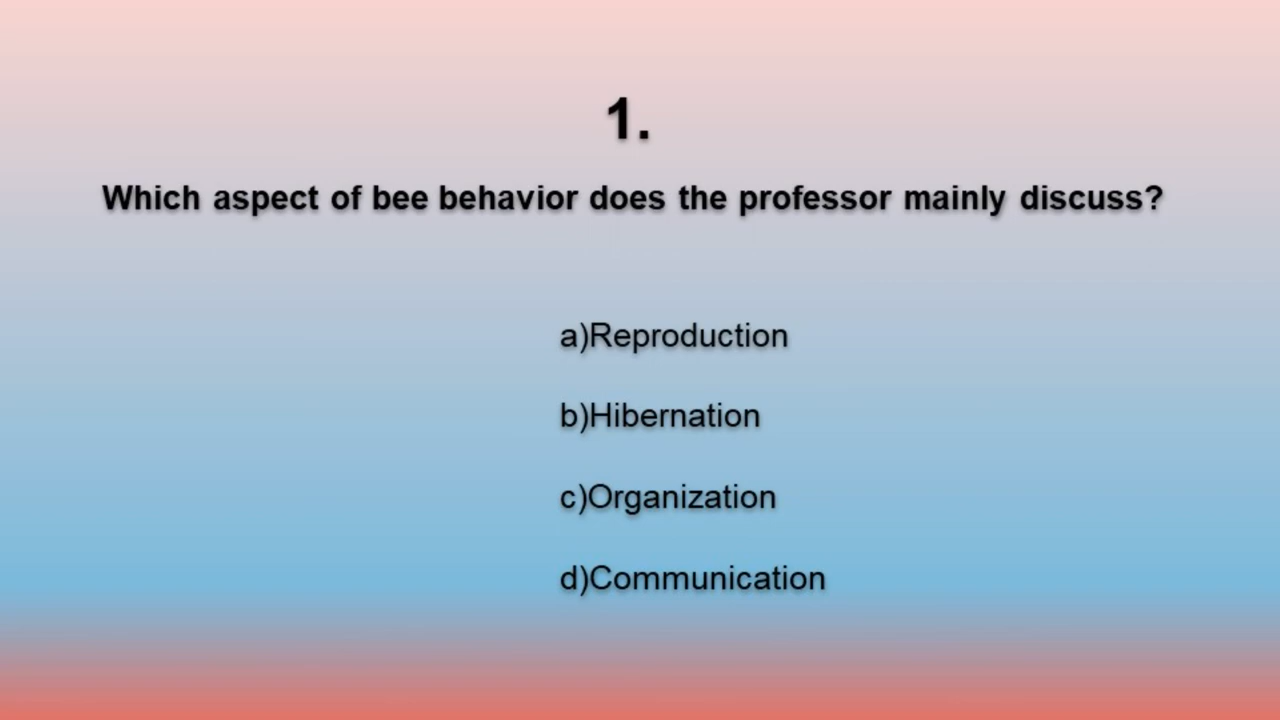 1.
Which aspect of bee behavior does the professor mainly discuss?
a)Reproduction
b)Hibernation
c)Organization
d)Communication